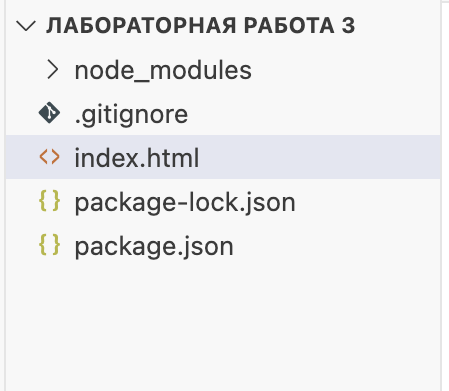 ЛАБОРАТОРНАЯ РАБОТА 3
node_modules
.gitignore
index.html
package-lock.json
package.json